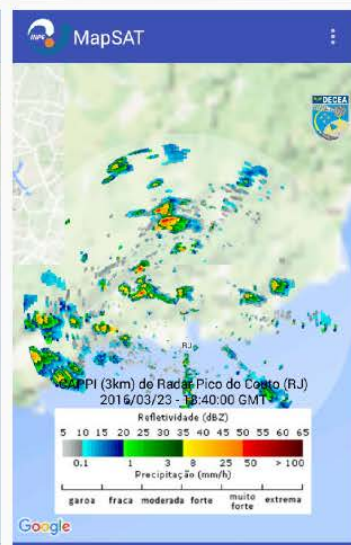 INPE
MapSAT
DECEA
RJ
CAPPI (3km) do Radar Pico do Couto (RJ)
2016/03/23 - 18:40:00 GMT
Refletividade (dBZ)
5 10 15 20 25 30 35 40 45 50 55 60 65
0.1 1 3 8 25 50 > 100
Precipitação (mm/h)
garoa fraca moderada forte muito forte extrema
Google